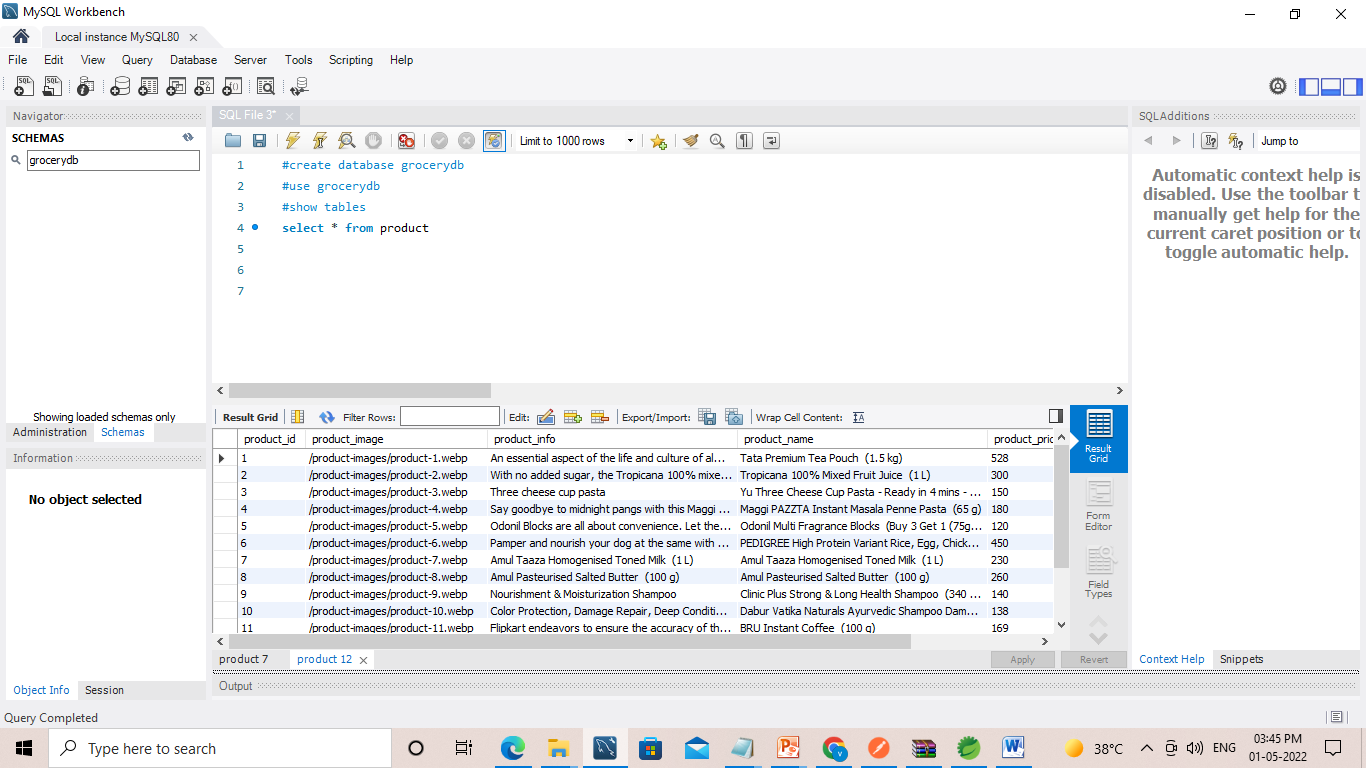 MySQL Workbench
Local instance MySQL80
File Edit View Query Database Server Tools Scripting Help
Navigator
SCHEMAS
grocerydb
Showing loaded schemas only
Administration Schemas
Information
No object selected
Object Info Session
SQL File 3*
Limit to 1000 rows
1 #create database grocerydb
2 #use grocerydb
3 #show tables
4 select * from product
5
6
7
Result Grid Filter Rows: Edit: Export/Import: Wrap Cell Content:
product_id product_image product_info product_name product_pric
1 /product-images/product-1.webp An essential aspect of the life and culture of al... Tata Premium Tea Pouch (1.5 kg) 528
2 /product-images/product-2.webp With no added sugar, the Tropicana 100% mixe... Tropicana 100% Mixed Fruit Juice (1 L) 300
3 /product-images/product-3.webp Three cheese cup pasta Yu Three Cheese Cup Pasta - Ready in 4 mins - ... 150
4 /product-images/product-4.webp Say goodbye to midnight pangs with this Maggi ... Maggi PAZZTA Instant Masala Penne Pasta (65 g) 180
5 /product-images/product-5.webp Odonil Blocks are all about convenience. Let the... Odonil Multi Fragrance Blocks (Buy 3 Get 1 (75g... 120
6 /product-images/product-6.webp Pamper and nourish your dog at the same with ... PEDIGREE High Protein Variant Rice, Egg, Chick... 450
7 /product-images/product-7.webp Amul Taaza Homogenised Toned Milk (1 L) Amul Taaza Homogenised Toned Milk (1 L) 230
8 /product-images/product-8.webp Amul Pasteurised Salted Butter (100 g) Amul Pasteurised Salted Butter (100 g) 260
9 /product-images/product-9.webp Nourishment & Moisturization Shampoo Clinic Plus Strong & Long Health Shampoo (340 ... 140
10 /product-images/product-10.webp Color Protection, Damage Repair, Deep Conditi... Dabur Vatika Naturals Ayurvedic Shampoo Dam... 138
11 /product-images/product-11.webp Flipkart endeavors to ensure the accuracy of th... BRU Instant Coffee (100 g) 169
Result
Grid
Form
Editor
Field
Types
product 7 product 12 Apply Revert
Output
SQLAdditions
Jump to
Automatic context help is
disabled. Use the toolbar t
manually get help for the
current caret position or to
toggle automatic help.
Context Help Snippets
Query Completed
Type here to search
38°C ENG
03:45 PM
01-05-2022